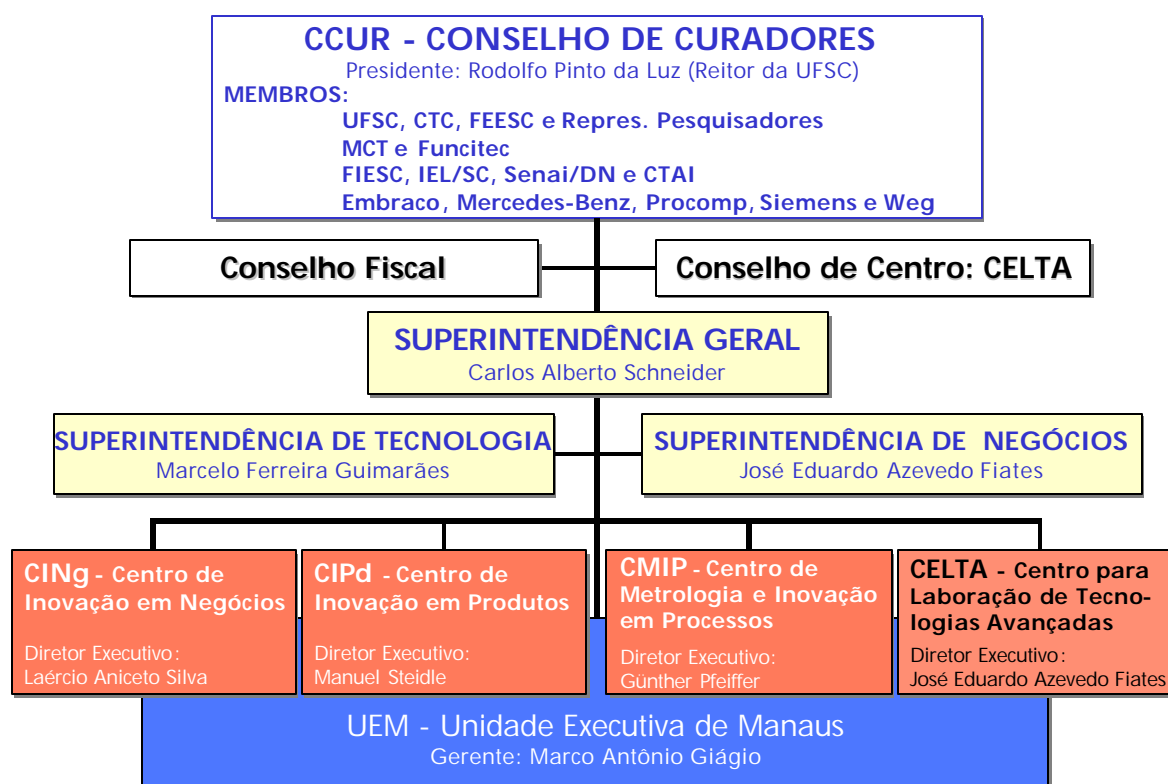 CCUR - CONSELHO DE CURADORES
Presidente: Rodolfo Pinto da Luz (Reitor da UFSC)
MEMBROS:
UFSC, CTC, FEESC e Repres. Pesquisadores
MCT e Funcitec
FIESC, IEL/SC, Senai/DN e CTAI
Embraco, Mercedes-Benz, Procomp, Siemens e Weg
Conselho Fiscal
Conselho de Centro: CELTA
SUPERINTENDÊNCIA GERAL
Carlos Alberto Schneider
SUPERINTENDÊNCIA DE TECNOLOGIA
Marcelo Ferreira Guimarães
SUPERINTENDÊNCIA DE NEGÓCIOS
José Eduardo Azevedo Fiates
CINg - Centro de
Inovação em Negócios
Diretor Executivo:
Laércio Aniceto Silva
CIPd - Centro de
Inovação em Produtos
Diretor Executivo:
Manuel Steidle
CMIP - Centro de
Metrologia e Inovação
em Processos
Diretor Executivo:
Günther Pfeiffer
CELTA - Centro para
Laboração de Tecno-
logias Avançadas
Diretor Executivo:
José Eduardo Azevedo Fiates
UEM - Unidade Executiva de Manaus
Gerente: Marco Antônio Giágio